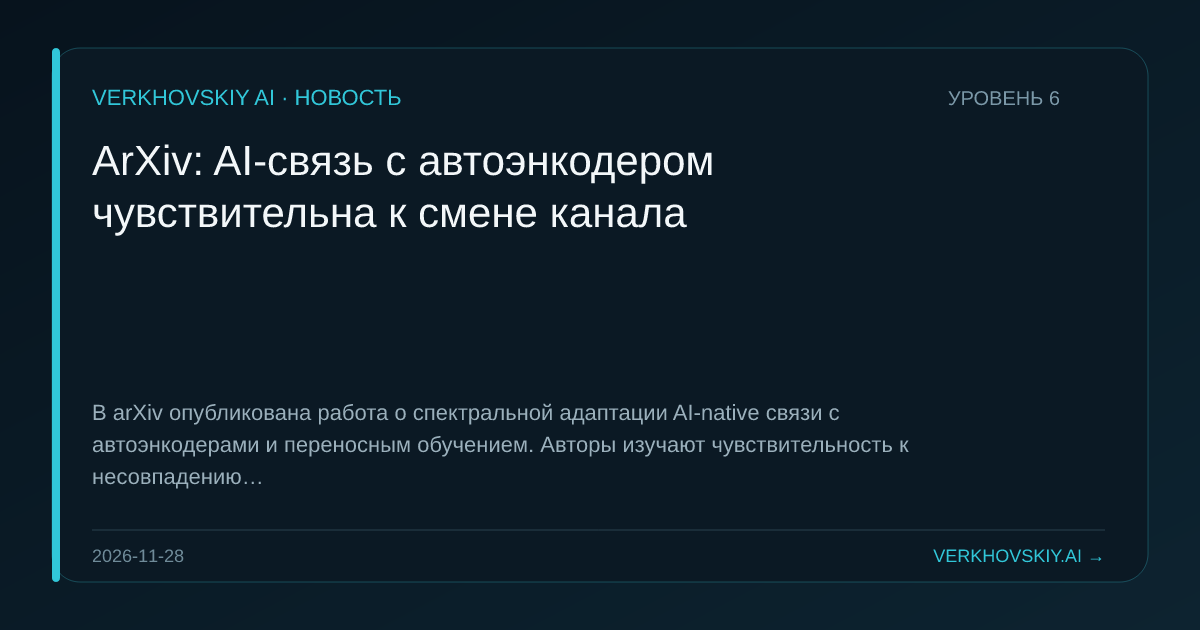 VERKHOVSKIY AI · НОВОСТЬ
УРОВЕНЬ 6
ArXiv: AI-связь с автоэнкодером
чувствительна к смене канала
В arXiv опубликована работа о спектральной адаптации AI-native связи с
автоэнкодерами и переносным обучением. Авторы изучают чувствительность к
несовпадению…
2026-11-28
VERKHOVSKIY.AI →